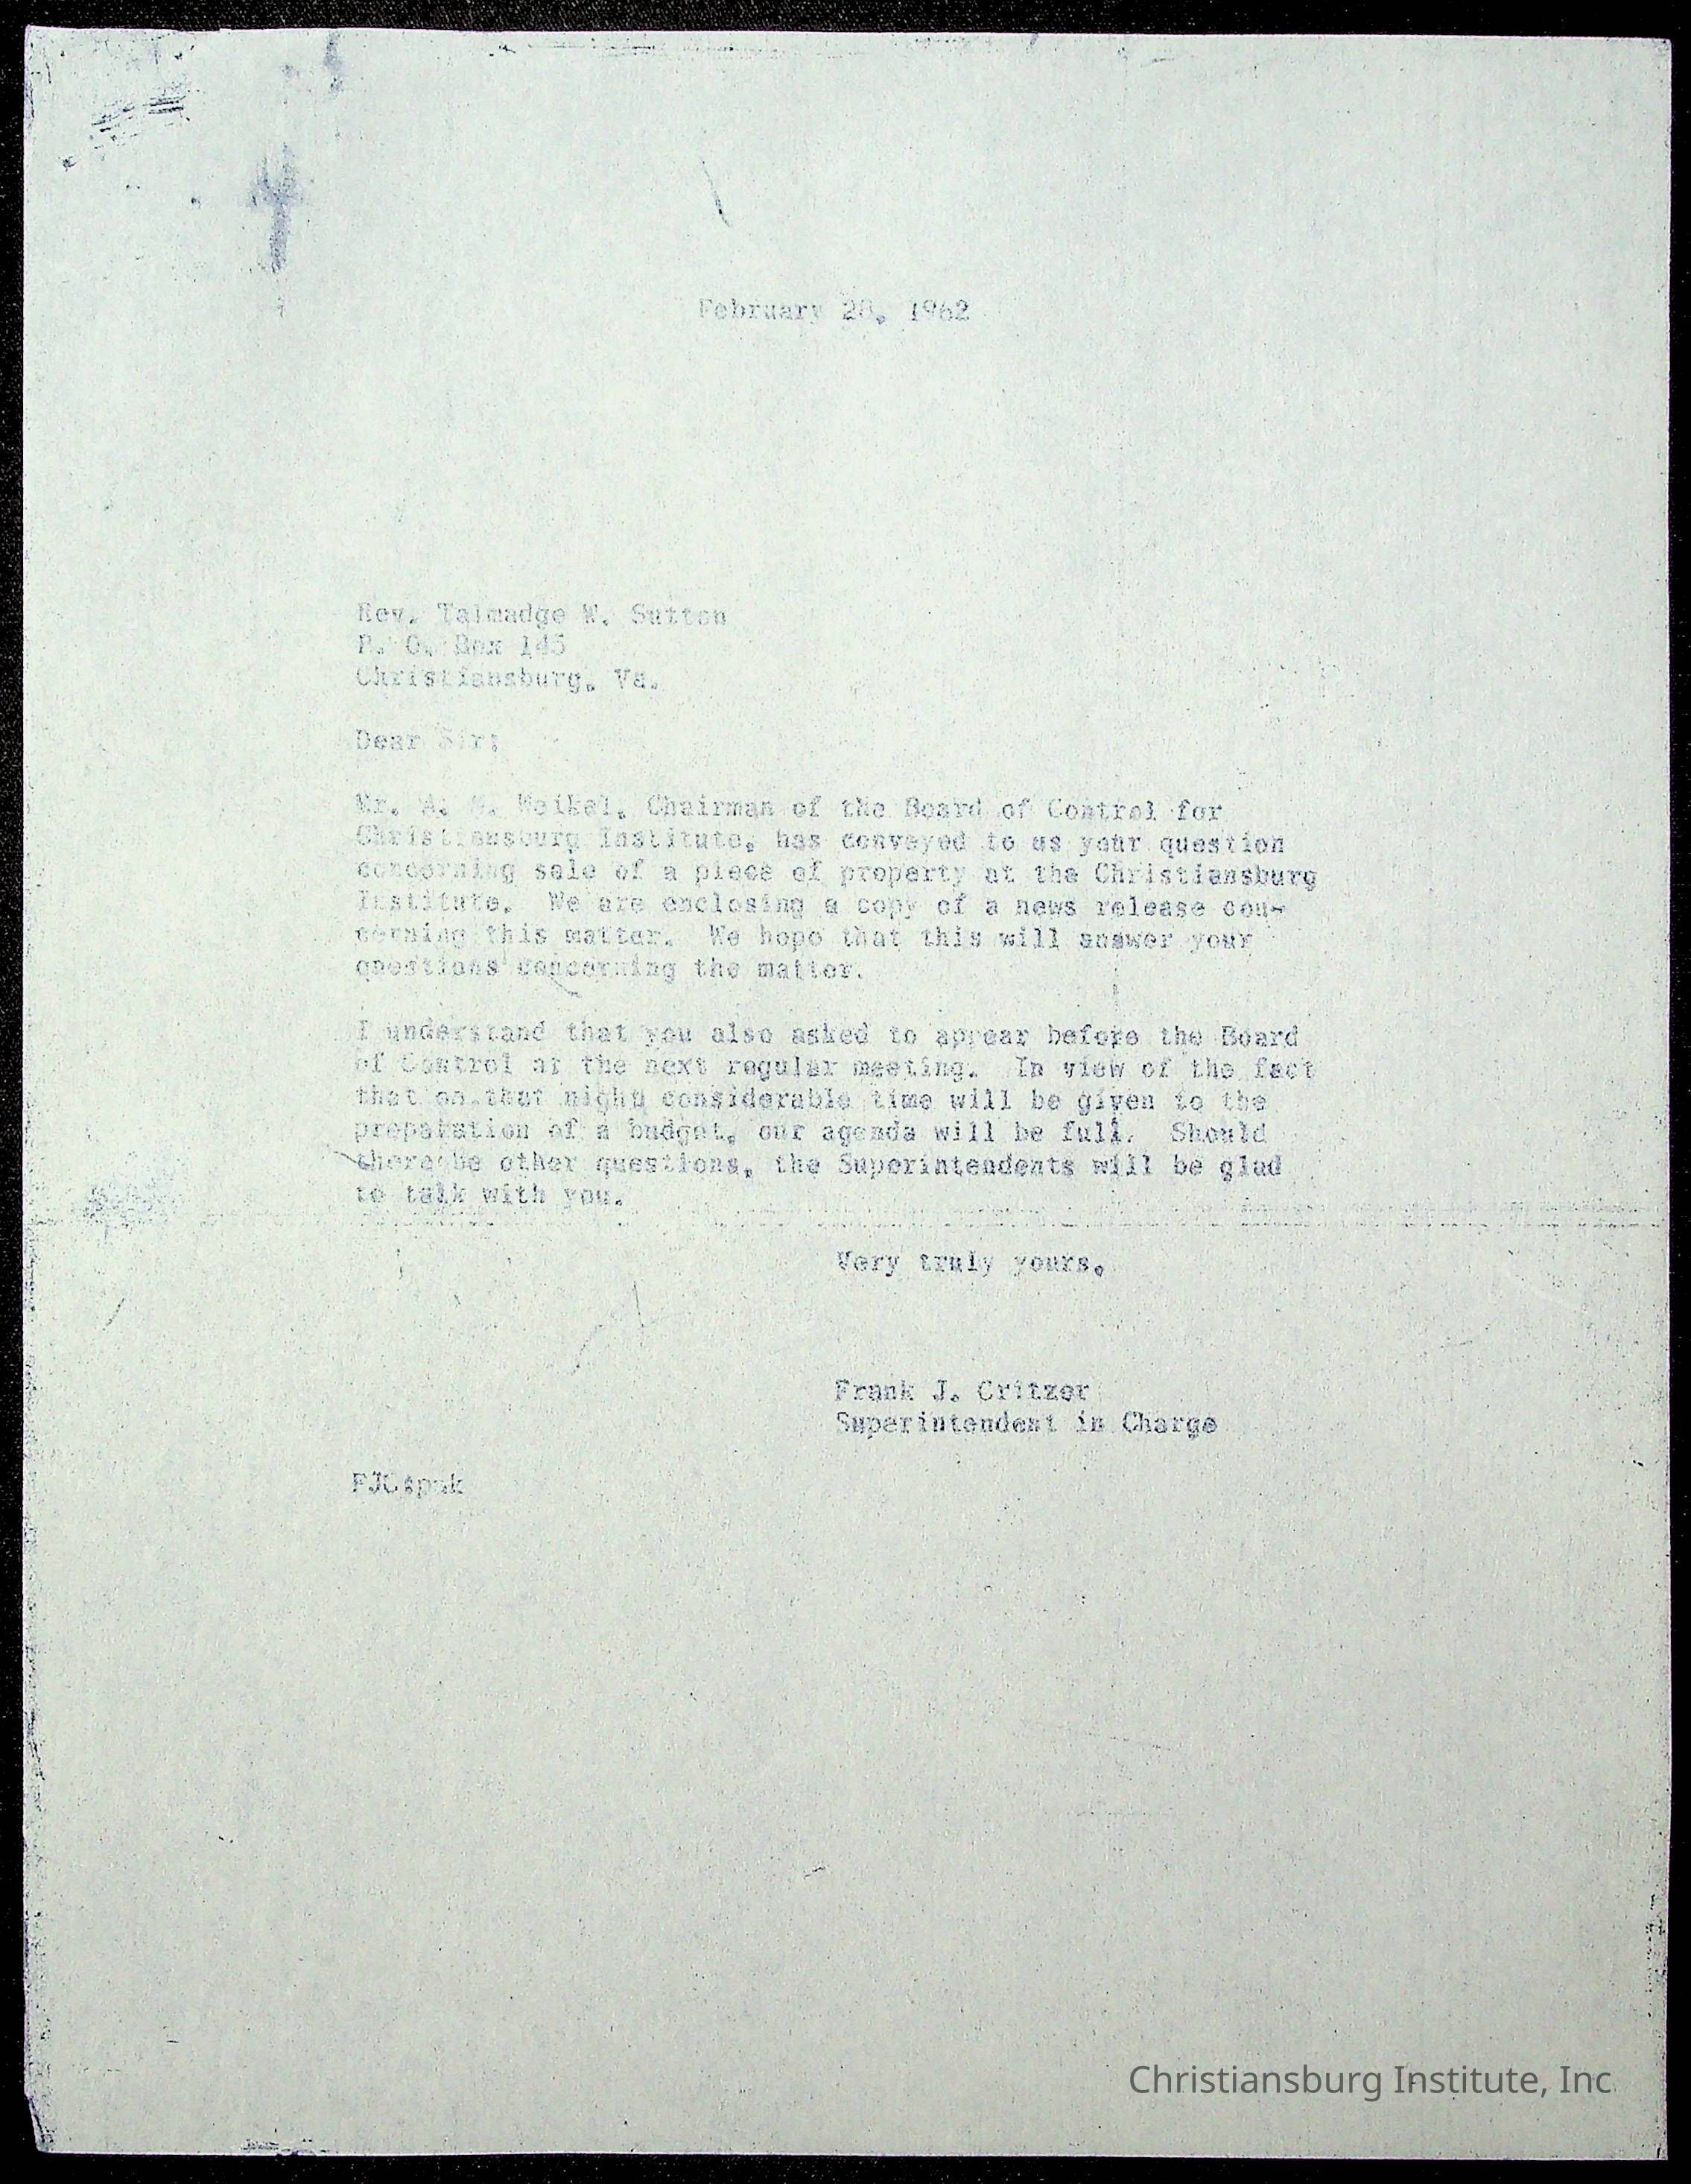 February 20, 1962
Rev. Talmadge W. Sutton
P. O. Box 145
Christiansburg, Va.
Dear Sir:
Mr. A. Weikel, Chairman of the Board of Control for
Christiansburg Institute, has conveyed to us your question
concerning sale of a piece of property at the Christiansburg
Institute. We are enclosing a copy of a news release con-
cerning this matter. We hope that this will answer your
questions concerning the matter.
I understand that you also asked to appear before the Board
of Control at the next regular meeting. In view of the fact
that on that night considerable time will be given to the
preparation of a budget, our agenda will be full. Should
there be other questions, the Superintendents will be glad
to talk with you.
Very truly yours,
Frank J. Critzer
Superintendent in Charge
Christiansburg Institute, Inc